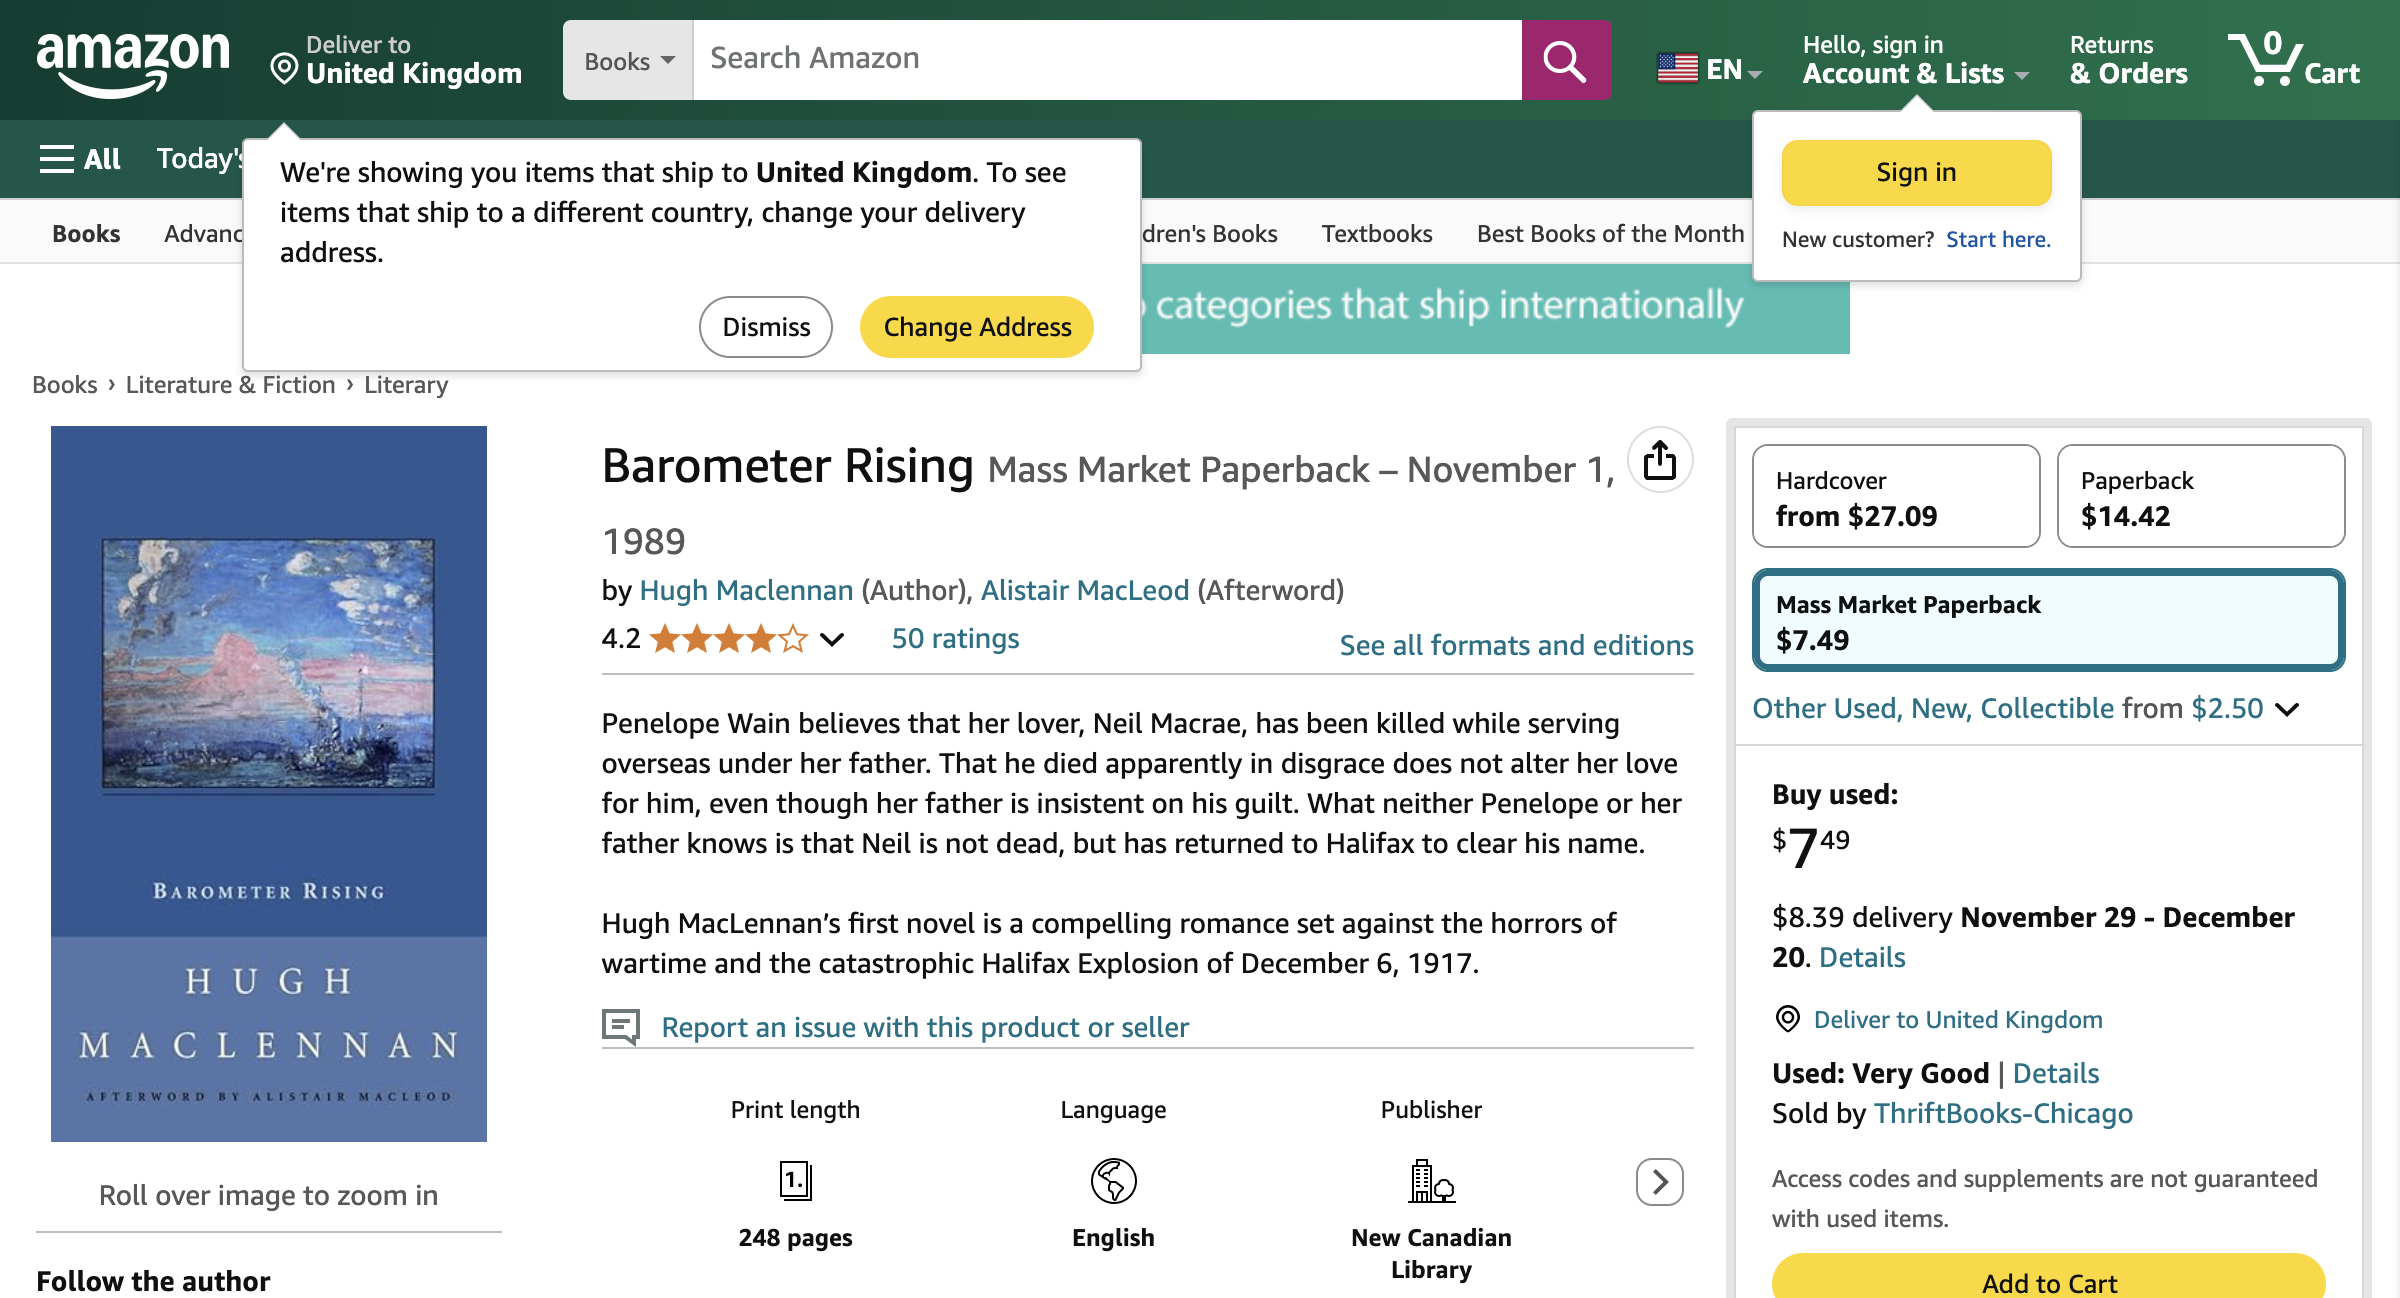 amazon
Deliver to
United Kingdom
Books
Search Amazon
EN
Hello, sign in
Account & Lists
Returns
& Orders
0
Cart
All
Today's
We're showing you items that ship to United Kingdom. To see
items that ship to a different country, change your delivery
address.
Dismiss
Change Address
Sign in
New customer? Start here.
Books
Advanc
dren's Books
Textbooks
Best Books of the Month
categories that ship internationally
Books › Literature & Fiction › Literary
BAROMETER RISING
HUGH
MACLENNAN
AFTERWORD BY ALISTAIR MACLEOD
Roll over image to zoom in
Follow the author
Barometer Rising Mass Market Paperback – November 1,
1989
by Hugh Maclennan (Author), Alistair MacLeod (Afterword)
4.2
50 ratings
See all formats and editions
Penelope Wain believes that her lover, Neil Macrae, has been killed while serving
overseas under her father. That he died apparently in disgrace does not alter her love
for him, even though her father is insistent on his guilt. What neither Penelope or her
father knows is that Neil is not dead, but has returned to Halifax to clear his name.
Hugh MacLennan’s first novel is a compelling romance set against the horrors of
wartime and the catastrophic Halifax Explosion of December 6, 1917.
Report an issue with this product or seller
Print length
1.
248 pages
Language
English
Publisher
New Canadian
Library
Hardcover
from $27.09
Paperback
$14.42
Mass Market Paperback
$7.49
Other Used, New, Collectible from $2.50
Buy used:
$7 49
$8.39 delivery November 29 - December
20. Details
Deliver to United Kingdom
Used: Very Good | Details
Sold by ThriftBooks-Chicago
Access codes and supplements are not guaranteed
with used items.
Add to Cart